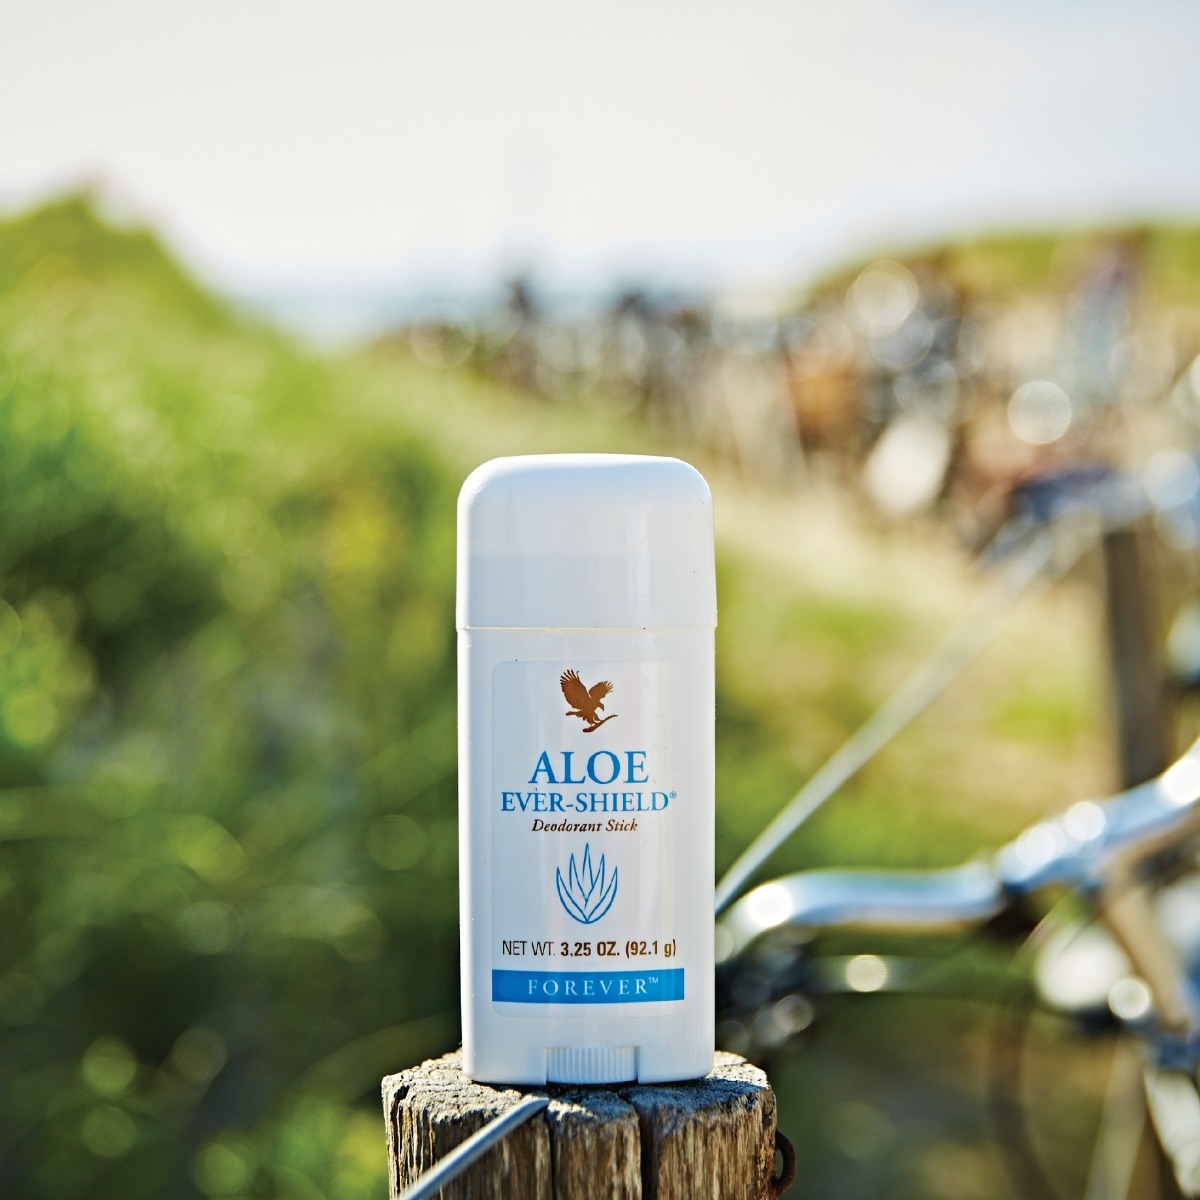 ALOE
EVER-SHIELD®
Deodorant Stick
NET WT. 3.25 OZ. (92.1 g)
FOREVER™